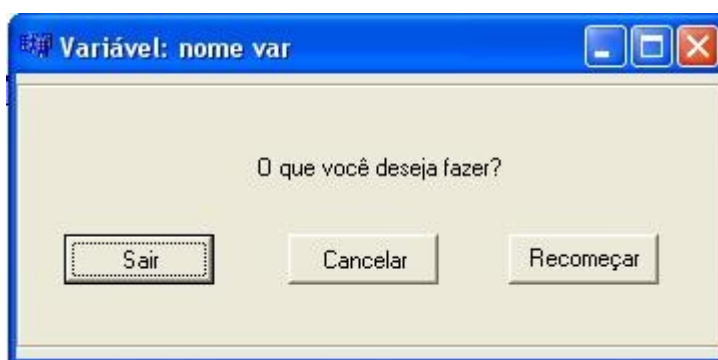 Variável: nome var
O que você deseja fazer?
Sair Cancelar Recomeçar